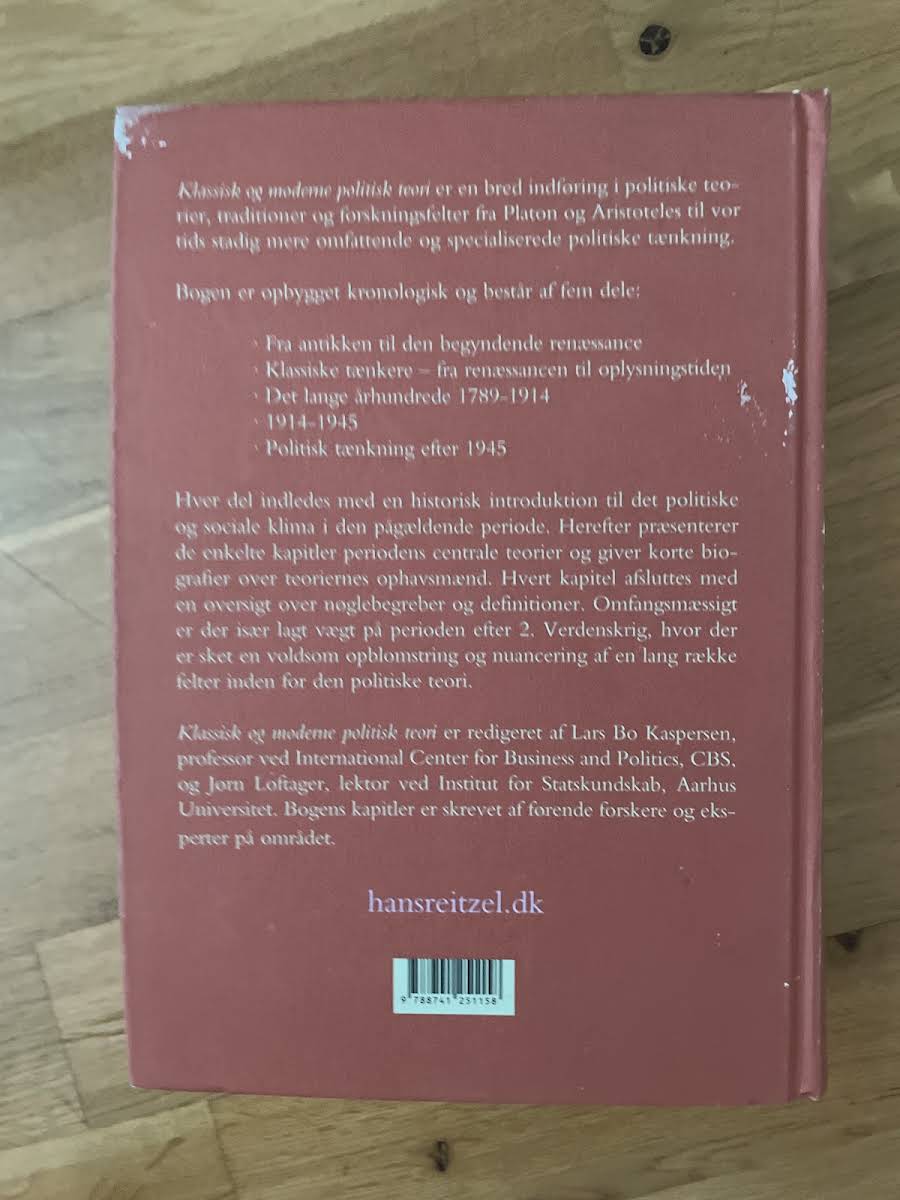 Klassisk og moderne politisk teori er en bred indføring i politiske teo-
rier, traditioner og forskningsfelter fra Platon og Aristoteles til vor
tids stadig mere omfattende og specialiserede politiske tænkning.
Bogen er opbygget kronologisk og består af fem dele:
· Fra antikken til den begyndende renæssance
· Klassiske tænkere – fra renæssancen til oplysningstiden
· Det lange århundrede 1789-1914
· 1914-1945
· Politisk tænkning efter 1945
Hver del indledes med en historisk introduktion til det politiske
og sociale klima i den pågældende periode. Herefter præsenterer
de enkelte kapitler periodens centrale teorier og giver korte bio-
grafier over teoriernes ophavsmænd. Hvert kapitel afsluttes med
en oversigt over nøglebegreber og definitioner. Omfangsmæssigt
er der især lagt vægt på perioden efter 2. Verdenskrig, hvor der
er sket en voldsom opblomstring og nuancering af en lang række
felter inden for den politiske teori.
Klassisk og moderne politisk teori er redigeret af Lars Bo Kaspersen,
professor ved International Center for Business and Politics, CBS,
og Jørn Loftager, lektor ved Institut for Statskundskab, Aarhus
Universitet. Bogens kapitler er skrevet af førende forskere og eks-
perter på området.
hansreitzel.dk
9 788741 251158